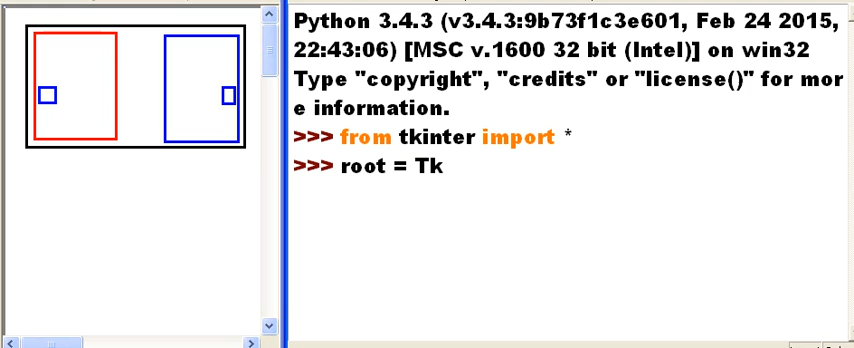 Python 3.4.3 (v3.4.3:9b73f1c3e601, Feb 24 2015,
22:43:06) [MSC v.1600 32 bit (Intel)] on win32
Type "copyright", "credits" or "license()" for mor
e information.
>>> from tkinter import *
>>> root = Tk